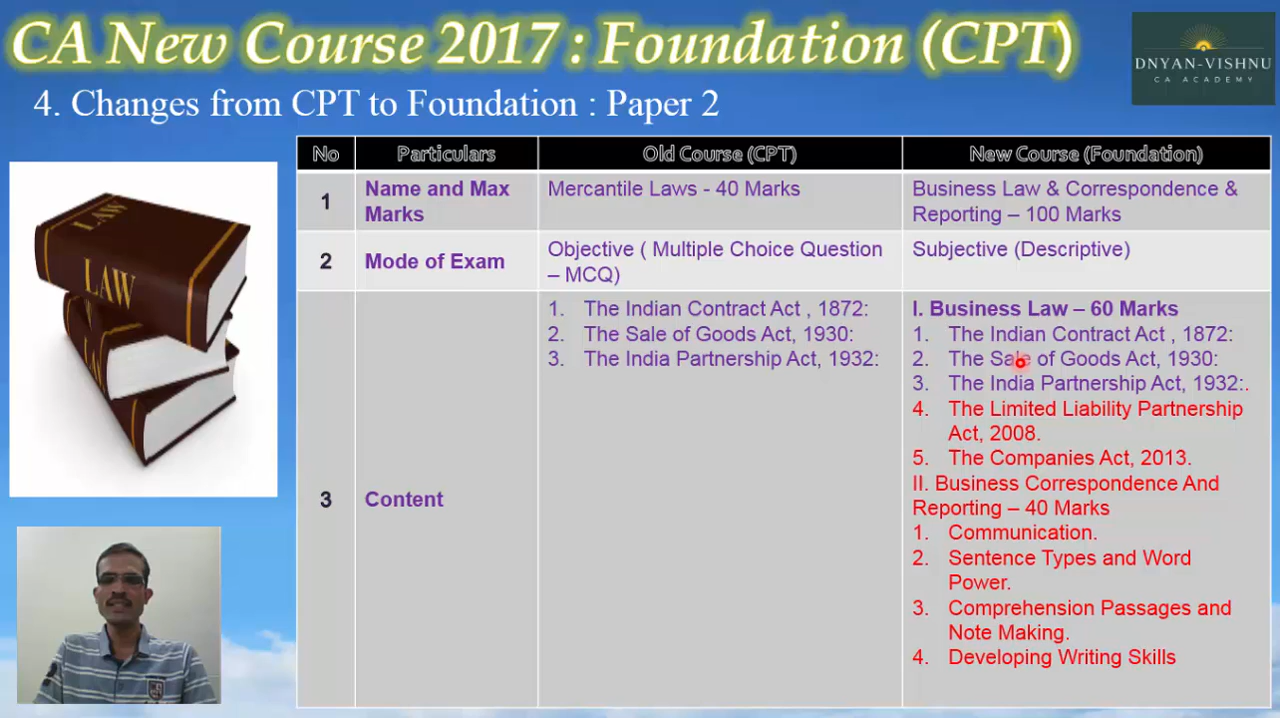 CA New Course 2017 : Foundation (CPT)
DNYAN-VISHNU
CA ACADEMY
4. Changes from CPT to Foundation : Paper 2
No Particulars Old Course (CPT) New Course (Foundation)
1 Name and Max Marks Mercantile Laws - 40 Marks Business Law & Correspondence & Reporting – 100 Marks
2 Mode of Exam Objective ( Multiple Choice Question – MCQ) Subjective (Descriptive)
3 Content
1. The Indian Contract Act , 1872:
2. The Sale of Goods Act, 1930:
3. The India Partnership Act, 1932:
I. Business Law – 60 Marks
1. The Indian Contract Act , 1872:
2. The Sale of Goods Act, 1930:
3. The India Partnership Act, 1932:.
4. The Limited Liability Partnership
Act, 2008.
5. The Companies Act, 2013.
II. Business Correspondence And
Reporting – 40 Marks
1. Communication.
2. Sentence Types and Word
Power.
3. Comprehension Passages and
Note Making.
4. Developing Writing Skills
LAW
LAW
LAW